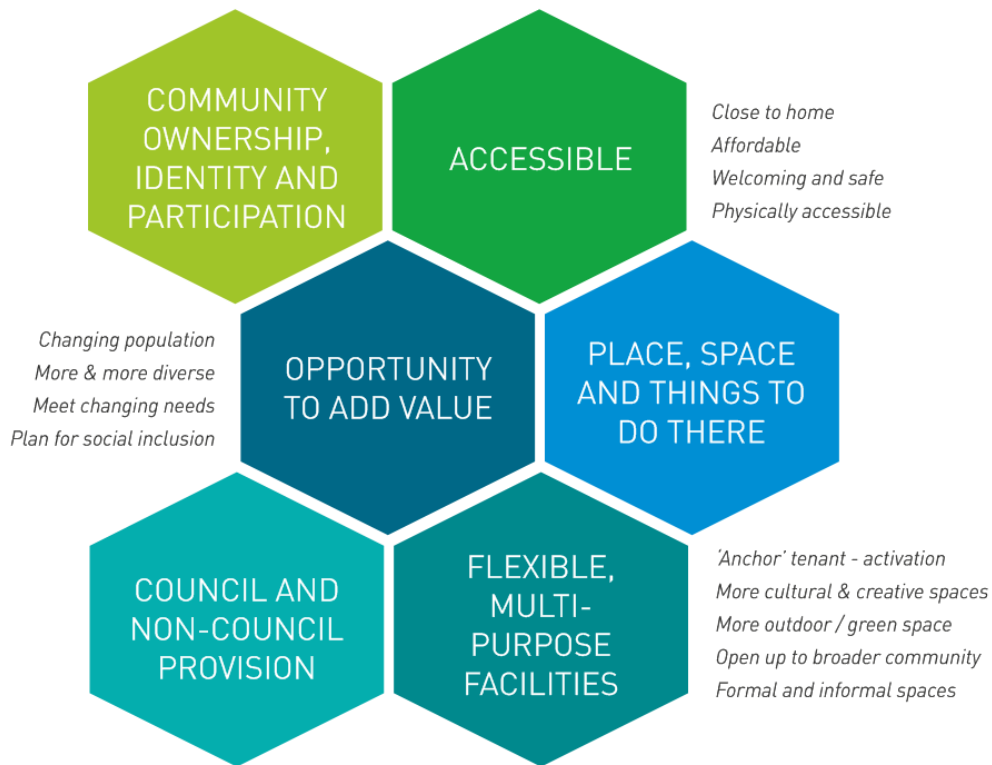 COMMUNITY
OWNERSHIP,
IDENTITY AND
PARTICIPATION
ACCESSIBLE
Close to home
Affordable
Welcoming and safe
Physically accessible
Changing population
More & more diverse
Meet changing needs
Plan for social inclusion
OPPORTUNITY
TO ADD VALUE
PLACE, SPACE
AND THINGS TO
DO THERE
COUNCIL AND
NON-COUNCIL
PROVISION
FLEXIBLE,
MULTI-
PURPOSE
FACILITIES
‘Anchor’ tenant - activation
More cultural & creative spaces
More outdoor / green space
Open up to broader community
Formal and informal spaces